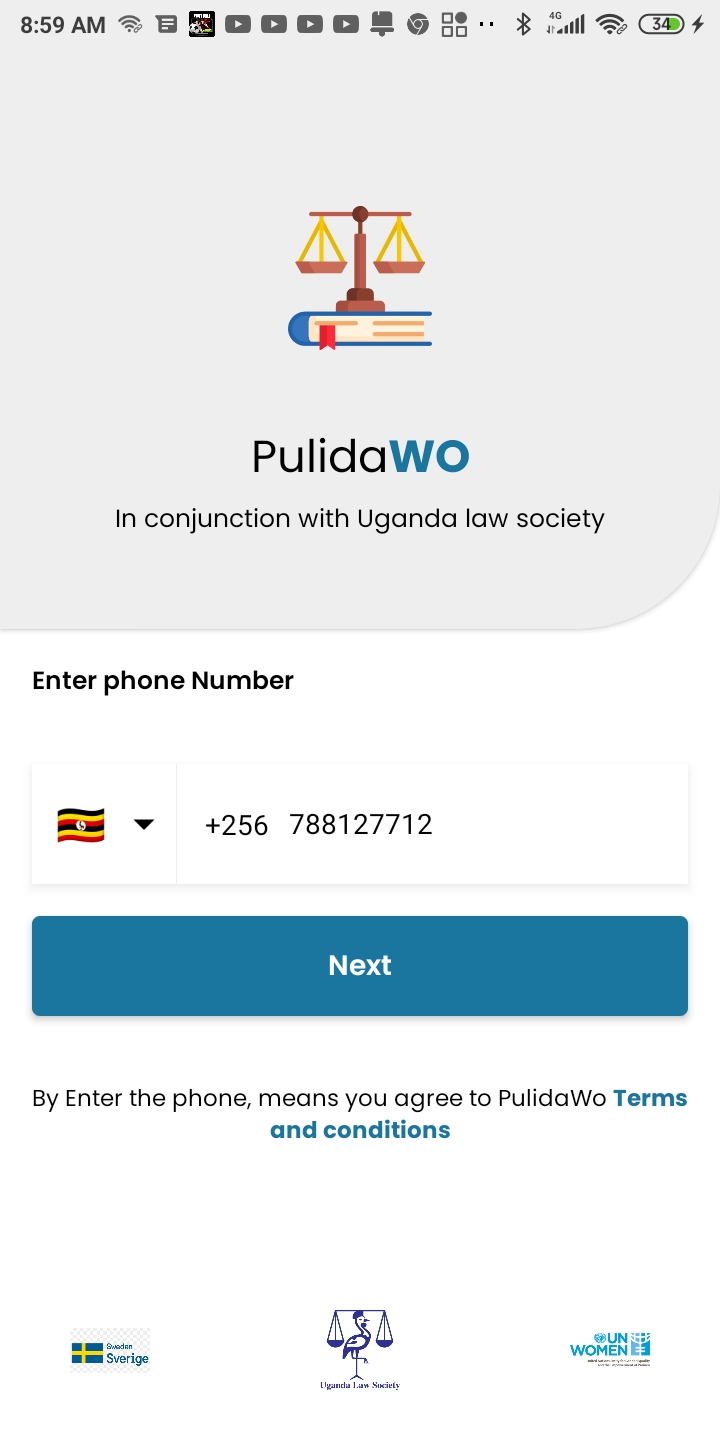 8:59 AM
4G
34
PulidaWO
In conjunction with Uganda law society
Enter phone Number
+256 788127712
Next
By Enter the phone, means you agree to PulidaWo Terms
and conditions
Sweden
Sverige
Uganda Law Society
UN
WOMEN